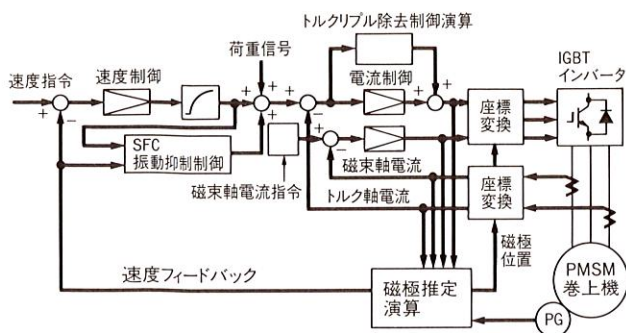 トルクリプル除去制御演算
荷重信号
IGBT
インバータ
速度指令
速度制御
電流制御
座標
変換
SFC
振動抑制制御
磁束軸電流
座標
変換
磁束軸電流指令
トルク軸電流
磁極
位置
速度フィードバック
磁極推定
演算
PMSM
巻上機
PG